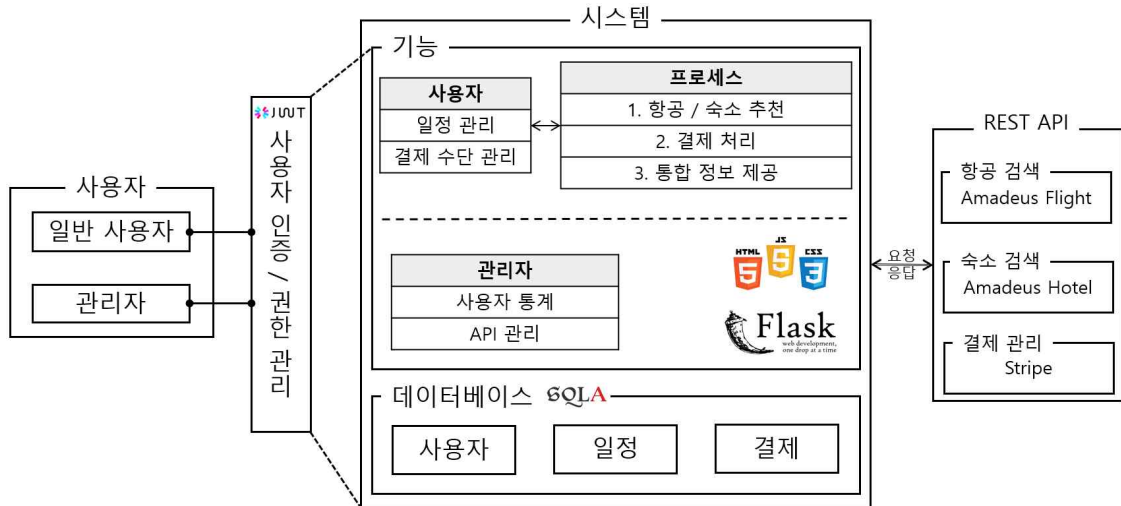 시스템
기능
사용자
일정 관리
결제 수단 관리
프로세스
1. 항공 / 숙소 추천
2. 결제 처리
3. 통합 정보 제공
JWT
사용자 인증 / 권한 관리
사용자
일반 사용자
관리자
관리자
사용자 통계
API 관리
HTML
5
JS
5
CSS
3
Flask
web development,
one drop at a time
요청
응답
REST API
항공 검색
Amadeus Flight
숙소 검색
Amadeus Hotel
결제 관리
Stripe
데이터베이스 SQLA
사용자
일정
결제